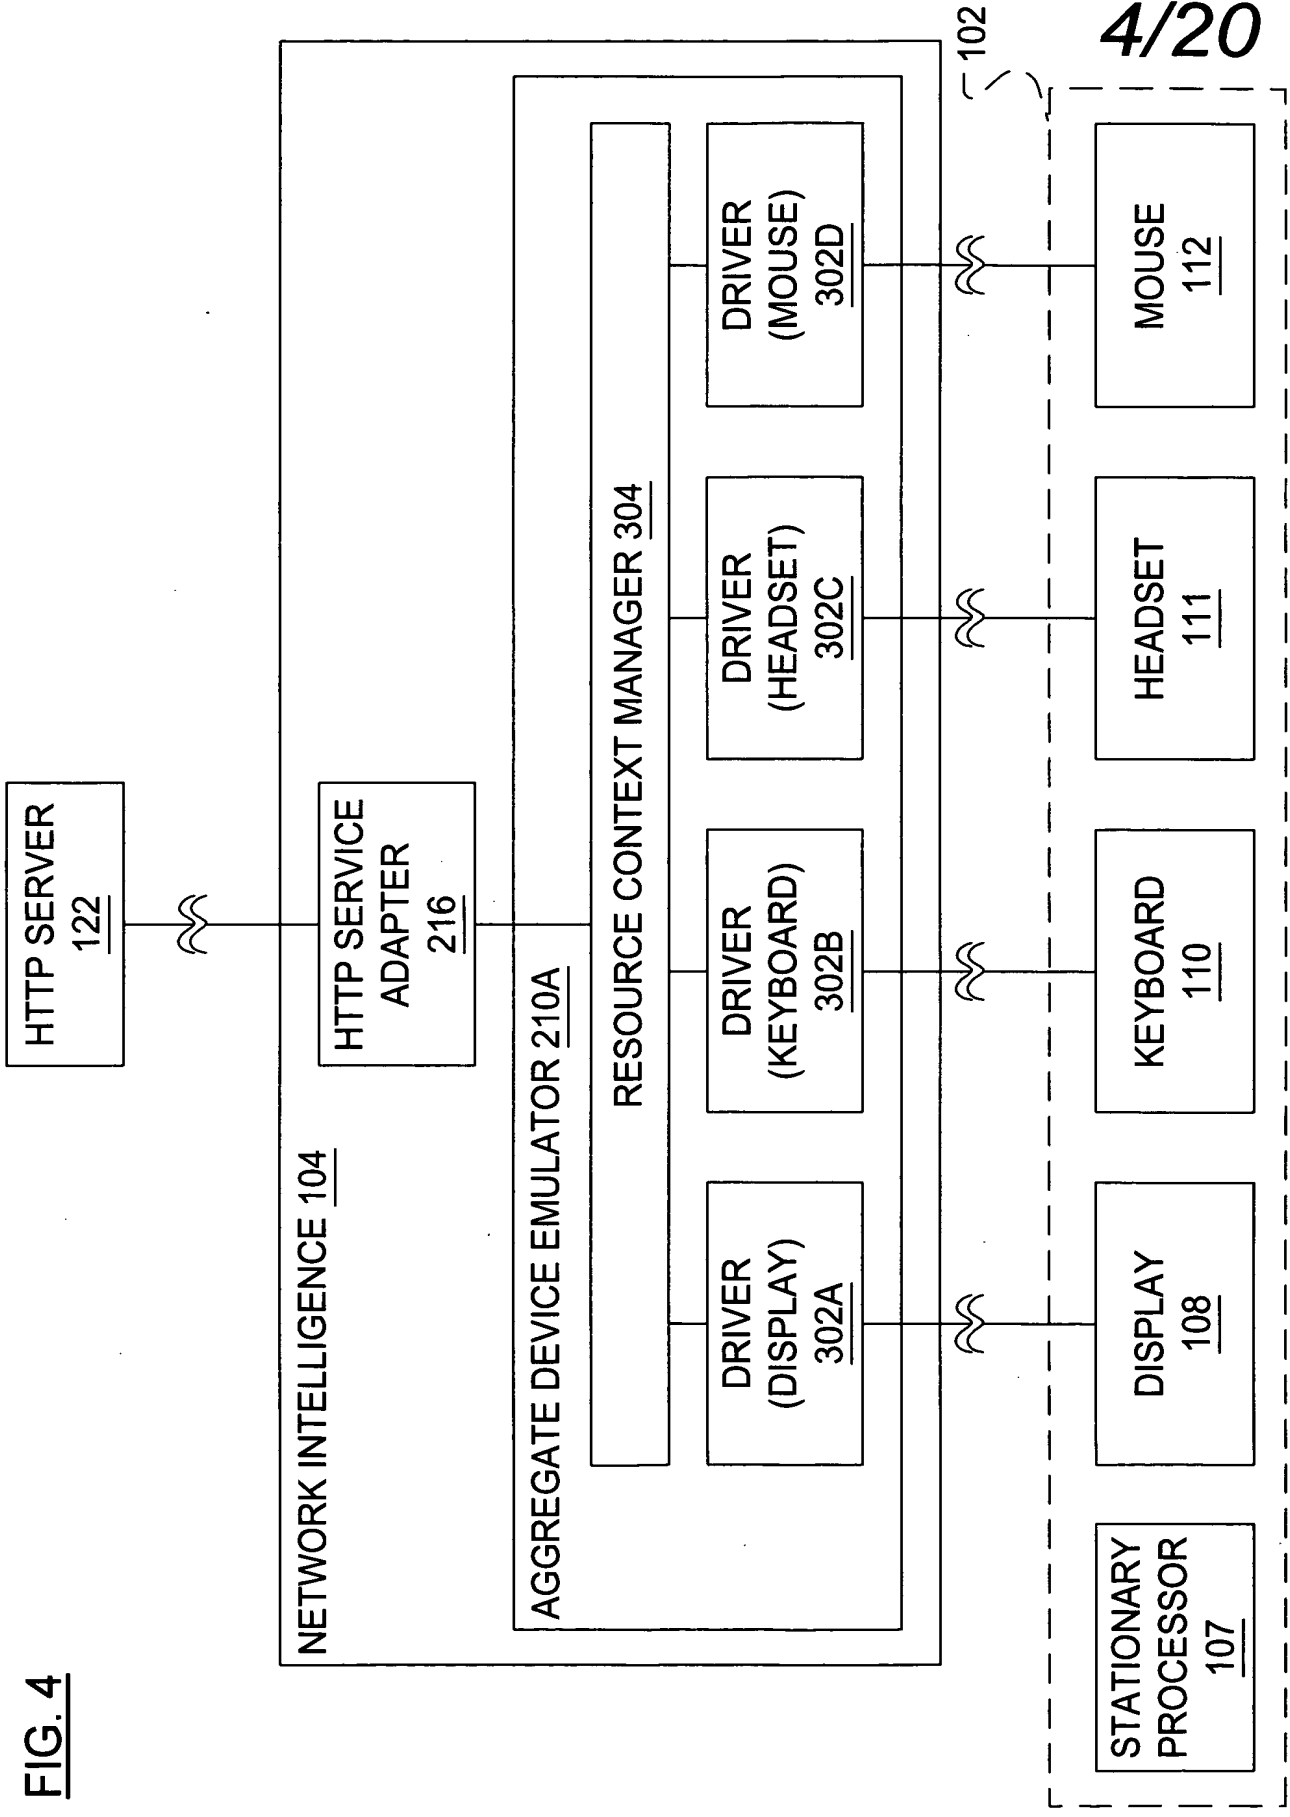 4/20
FIG. 4
HTTP SERVER
122
NETWORK INTELLIGENCE 104
HTTP SERVICE
ADAPTER
216
AGGREGATE DEVICE EMULATOR 210A
RESOURCE CONTEXT MANAGER 304
DRIVER
(DISPLAY)
302A
DRIVER
(KEYBOARD)
302B
DRIVER
(HEADSET)
302C
DRIVER
(MOUSE)
302D
102
STATIONARY
PROCESSOR
107
DISPLAY
108
KEYBOARD
110
HEADSET
111
MOUSE
112